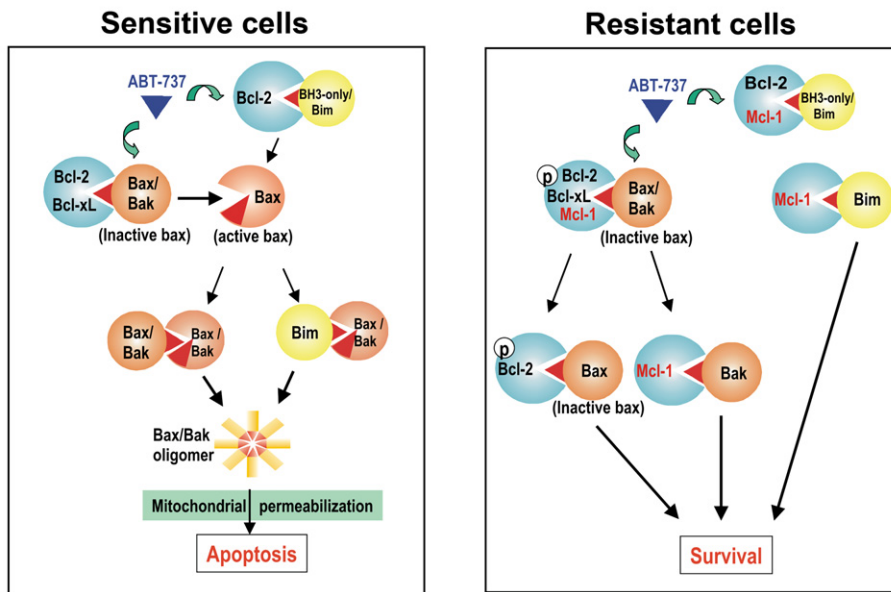 Sensitive cells
ABT-737
Bcl-2
BH3-only/
Bim
Bcl-2
Bcl-xL
Bax/
Bak
(Inactive bax)
Bax
(active bax)
Bax/
Bak
Bax /
Bak
Bim
Bax /
Bak
Bax/Bak
oligomer
Mitochondrial permeabilization
Apoptosis
Resistant cells
ABT-737
Bcl-2
Mcl-1
BH3-only/
Bim
p
Bcl-2
Bcl-xL
Mcl-1
Bax/
Bak
(Inactive bax)
Mcl-1
Bim
p
Bcl-2
Bax
(Inactive bax)
Mcl-1
Bak
Survival